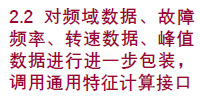 2.2 对频域数据、故障
频率、转速数据、峰值
数据进行进一步包装，
调用通用特征计算接口